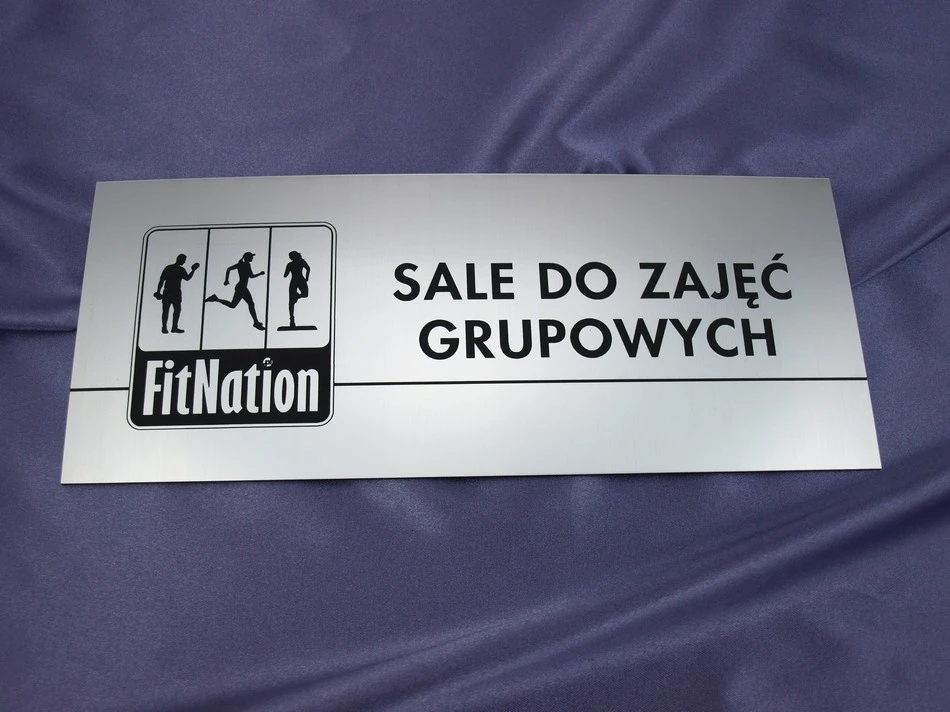 SALE DO ZAJĘĆ
GRUPOWYCH
FitNation